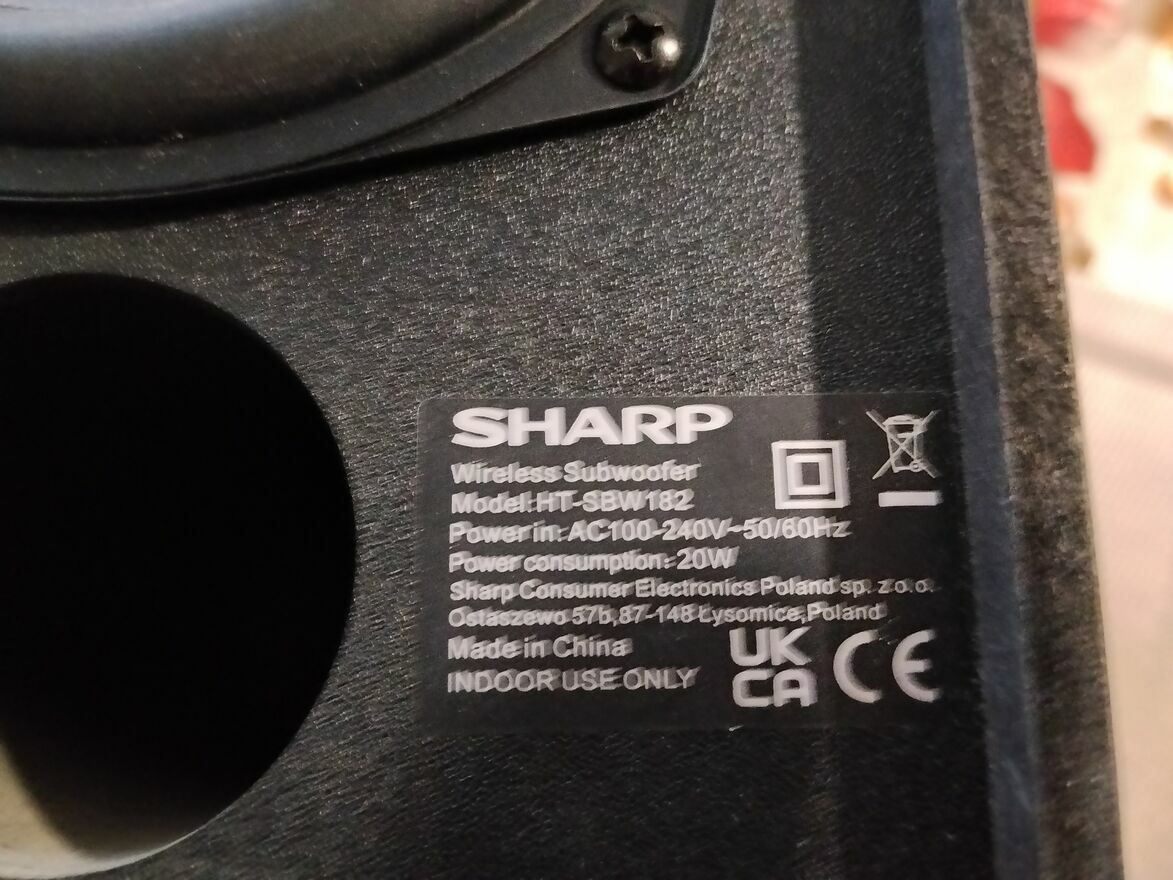 SHARP
Wireless Subwoofer
Model: HT-SBW182
Power in: AC100-240V~50/60Hz
Power consumption: 20W
Sharp Consumer Electronics Poland sp. z o.o.
Ostaszewo 57b, 87-148 Łysomice, Poland
Made in China
INDOOR USE ONLY
UK
CA
CE